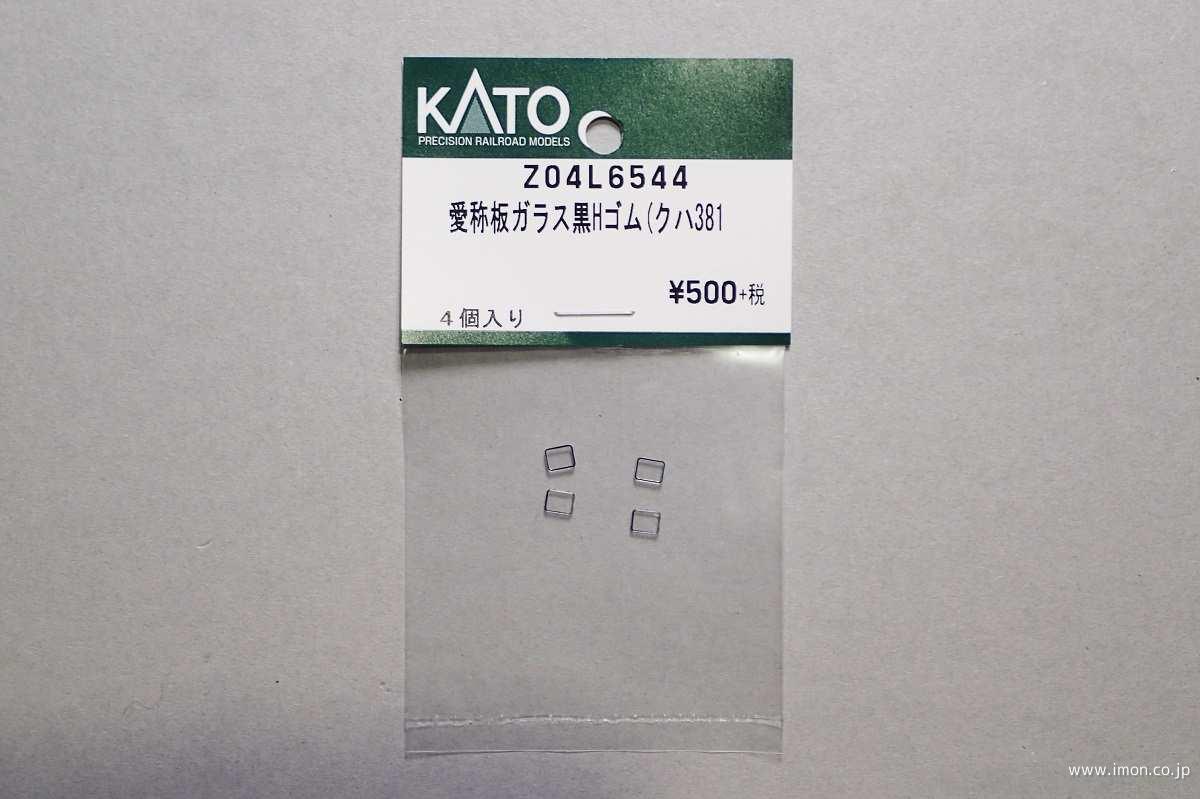 KATO
PRECISION RAILROAD MODELS
Z04L6544
愛称板ガラス黒Hゴム(クハ381
¥500+税
4個入り
www.imon.co.jp